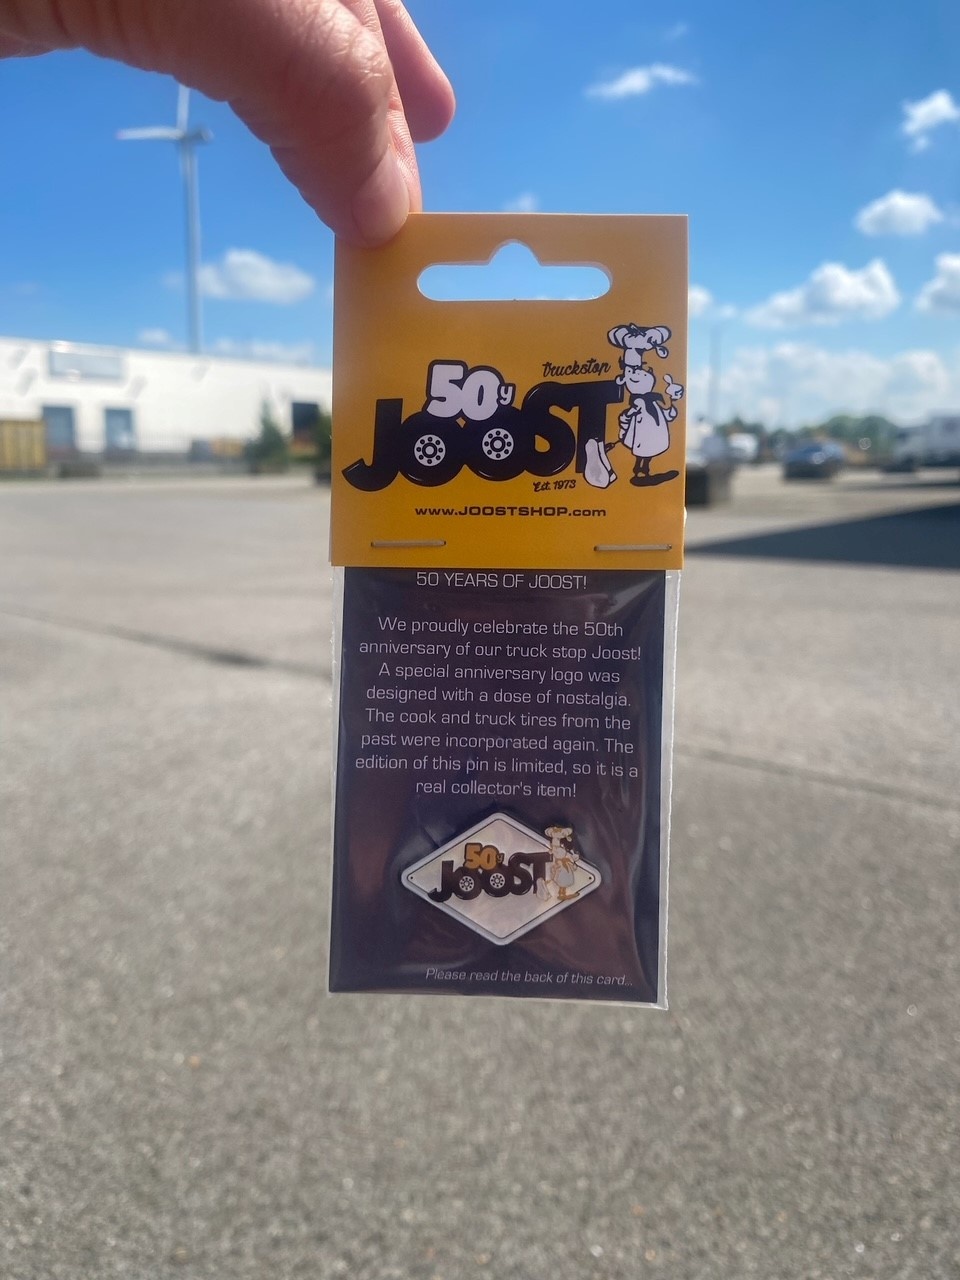 50y
truckstop
JOOST
Est. 1973
www.JOOSTSHOP.com
50 YEARS OF JOOST!
We proudly celebrate the 50th
anniversary of our truck stop Joost!
A special anniversary logo was
designed with a dose of nostalgia.
The cook and truck tires from the
past were incorporated again. The
edition of this pin is limited, so it is a
real collector's item!
50y
JOOST
Please read the back of this card...